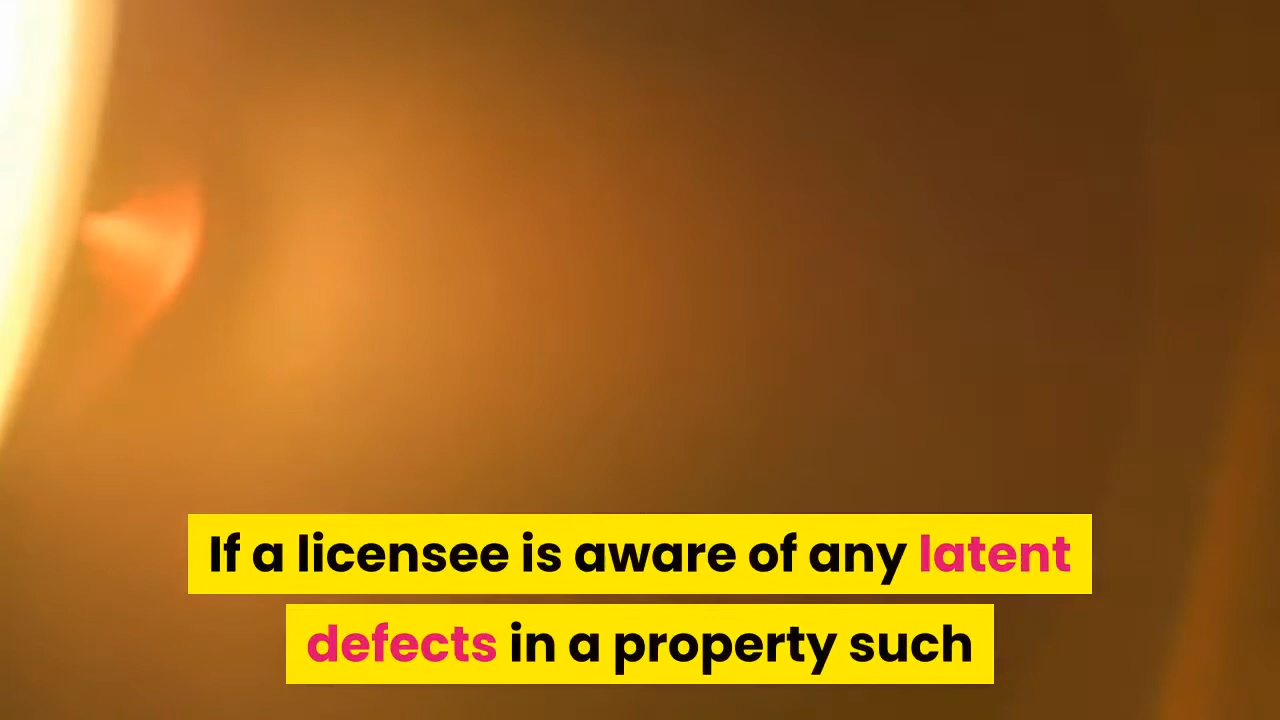 If a licensee is aware of any latent
defects in a property such